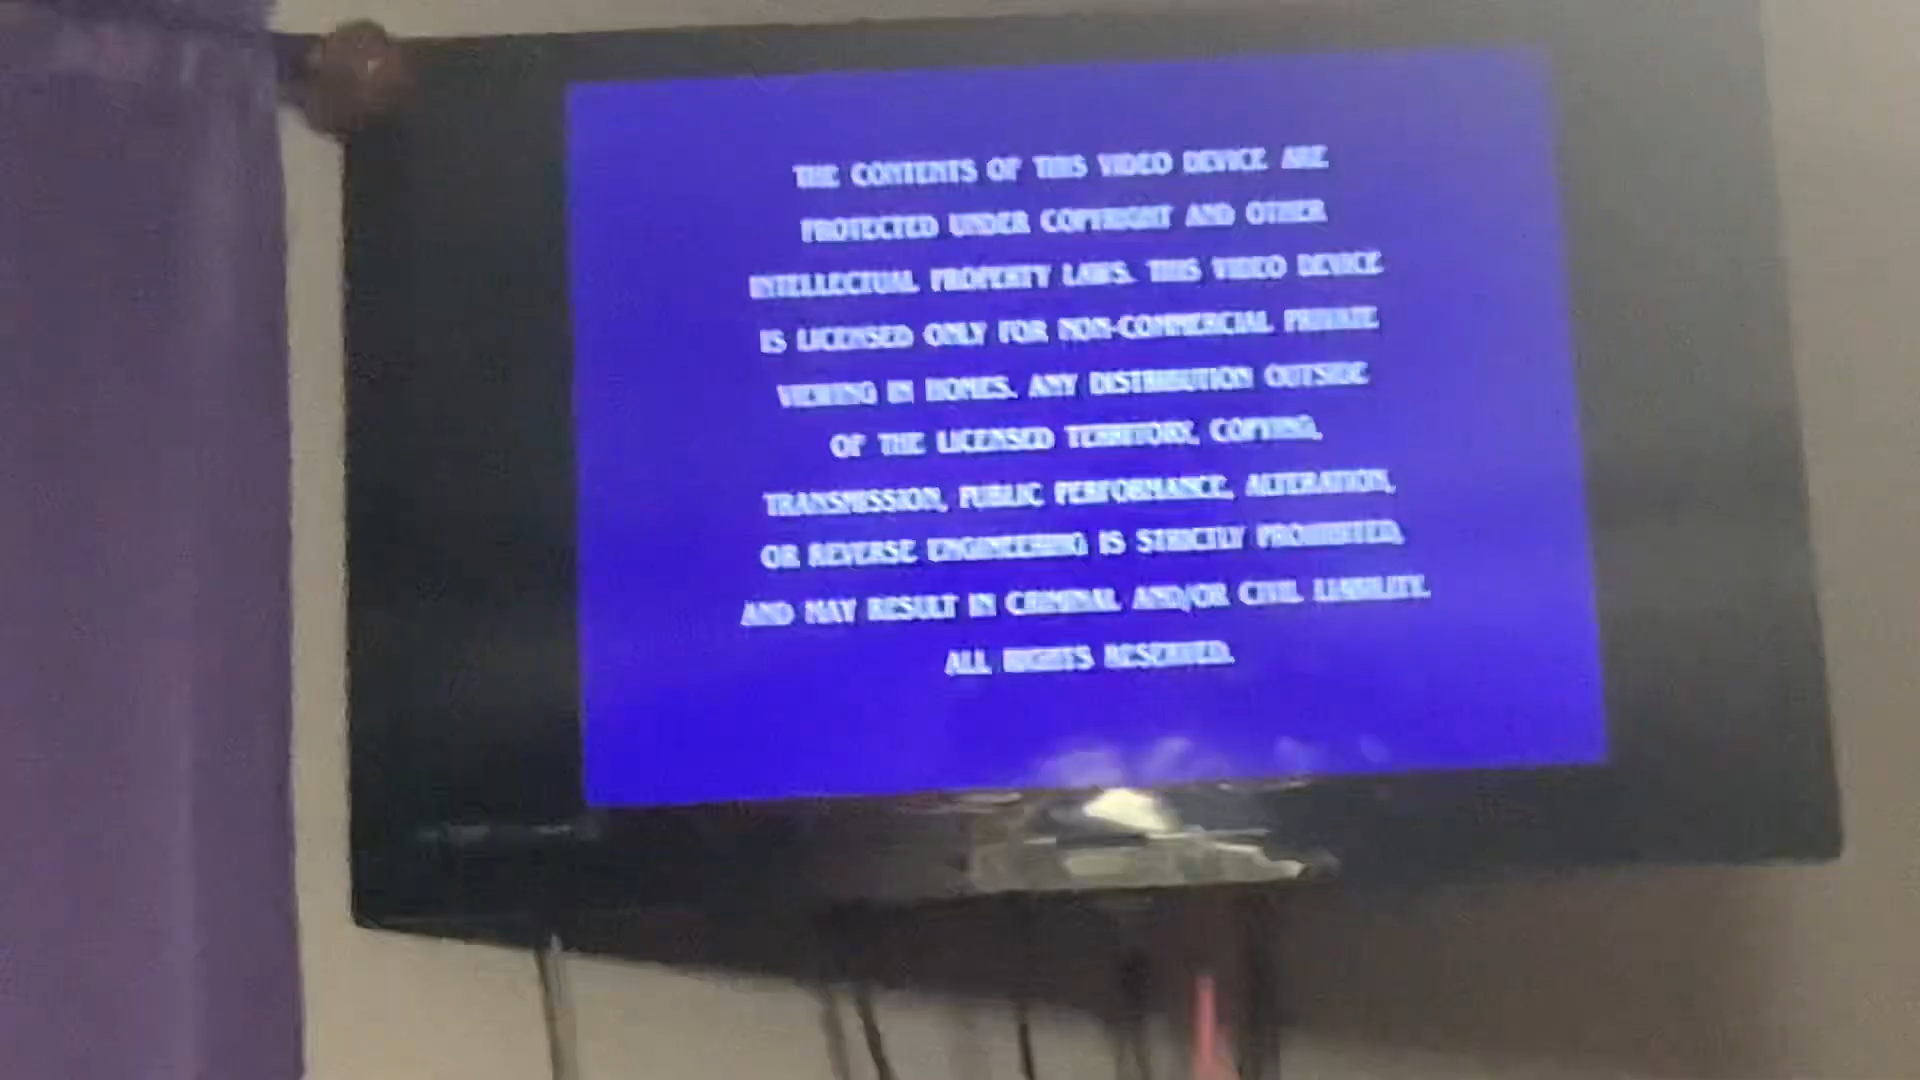 THE CONTENTS OF THIS VIDEO DEVICE ARE
PROTECTED UNDER COPYRIGHT AND OTHER
INTELLECTUAL PROPERTY LAWS. THIS VIDEO DEVICE
IS LICENSED ONLY FOR NON-COMMERCIAL PRIVATE
VIEWING IN HOMES. ANY DISTRIBUTION OUTSIDE
OF THE LICENSED TERRITORY, COPYING,
TRANSMISSION, PUBLIC PERFORMANCE, ALTERATION,
OR REVERSE ENGINEERING IS STRICTLY PROHIBITED,
AND MAY RESULT IN CRIMINAL AND/OR CIVIL LIABILITY.
ALL RIGHTS RESERVED.